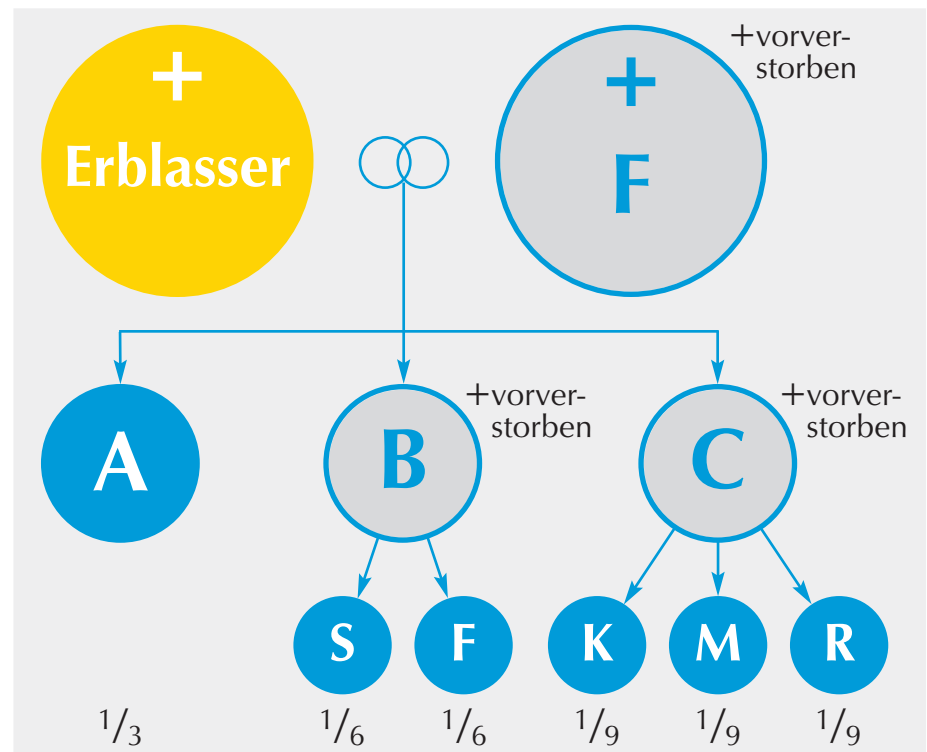 +
Erblasser
+
F
+vorver-
storben
A
B
+vorver-
storben
C
+vorver-
storben
S
F
K
M
R
1/3
1/6
1/6
1/9
1/9
1/9